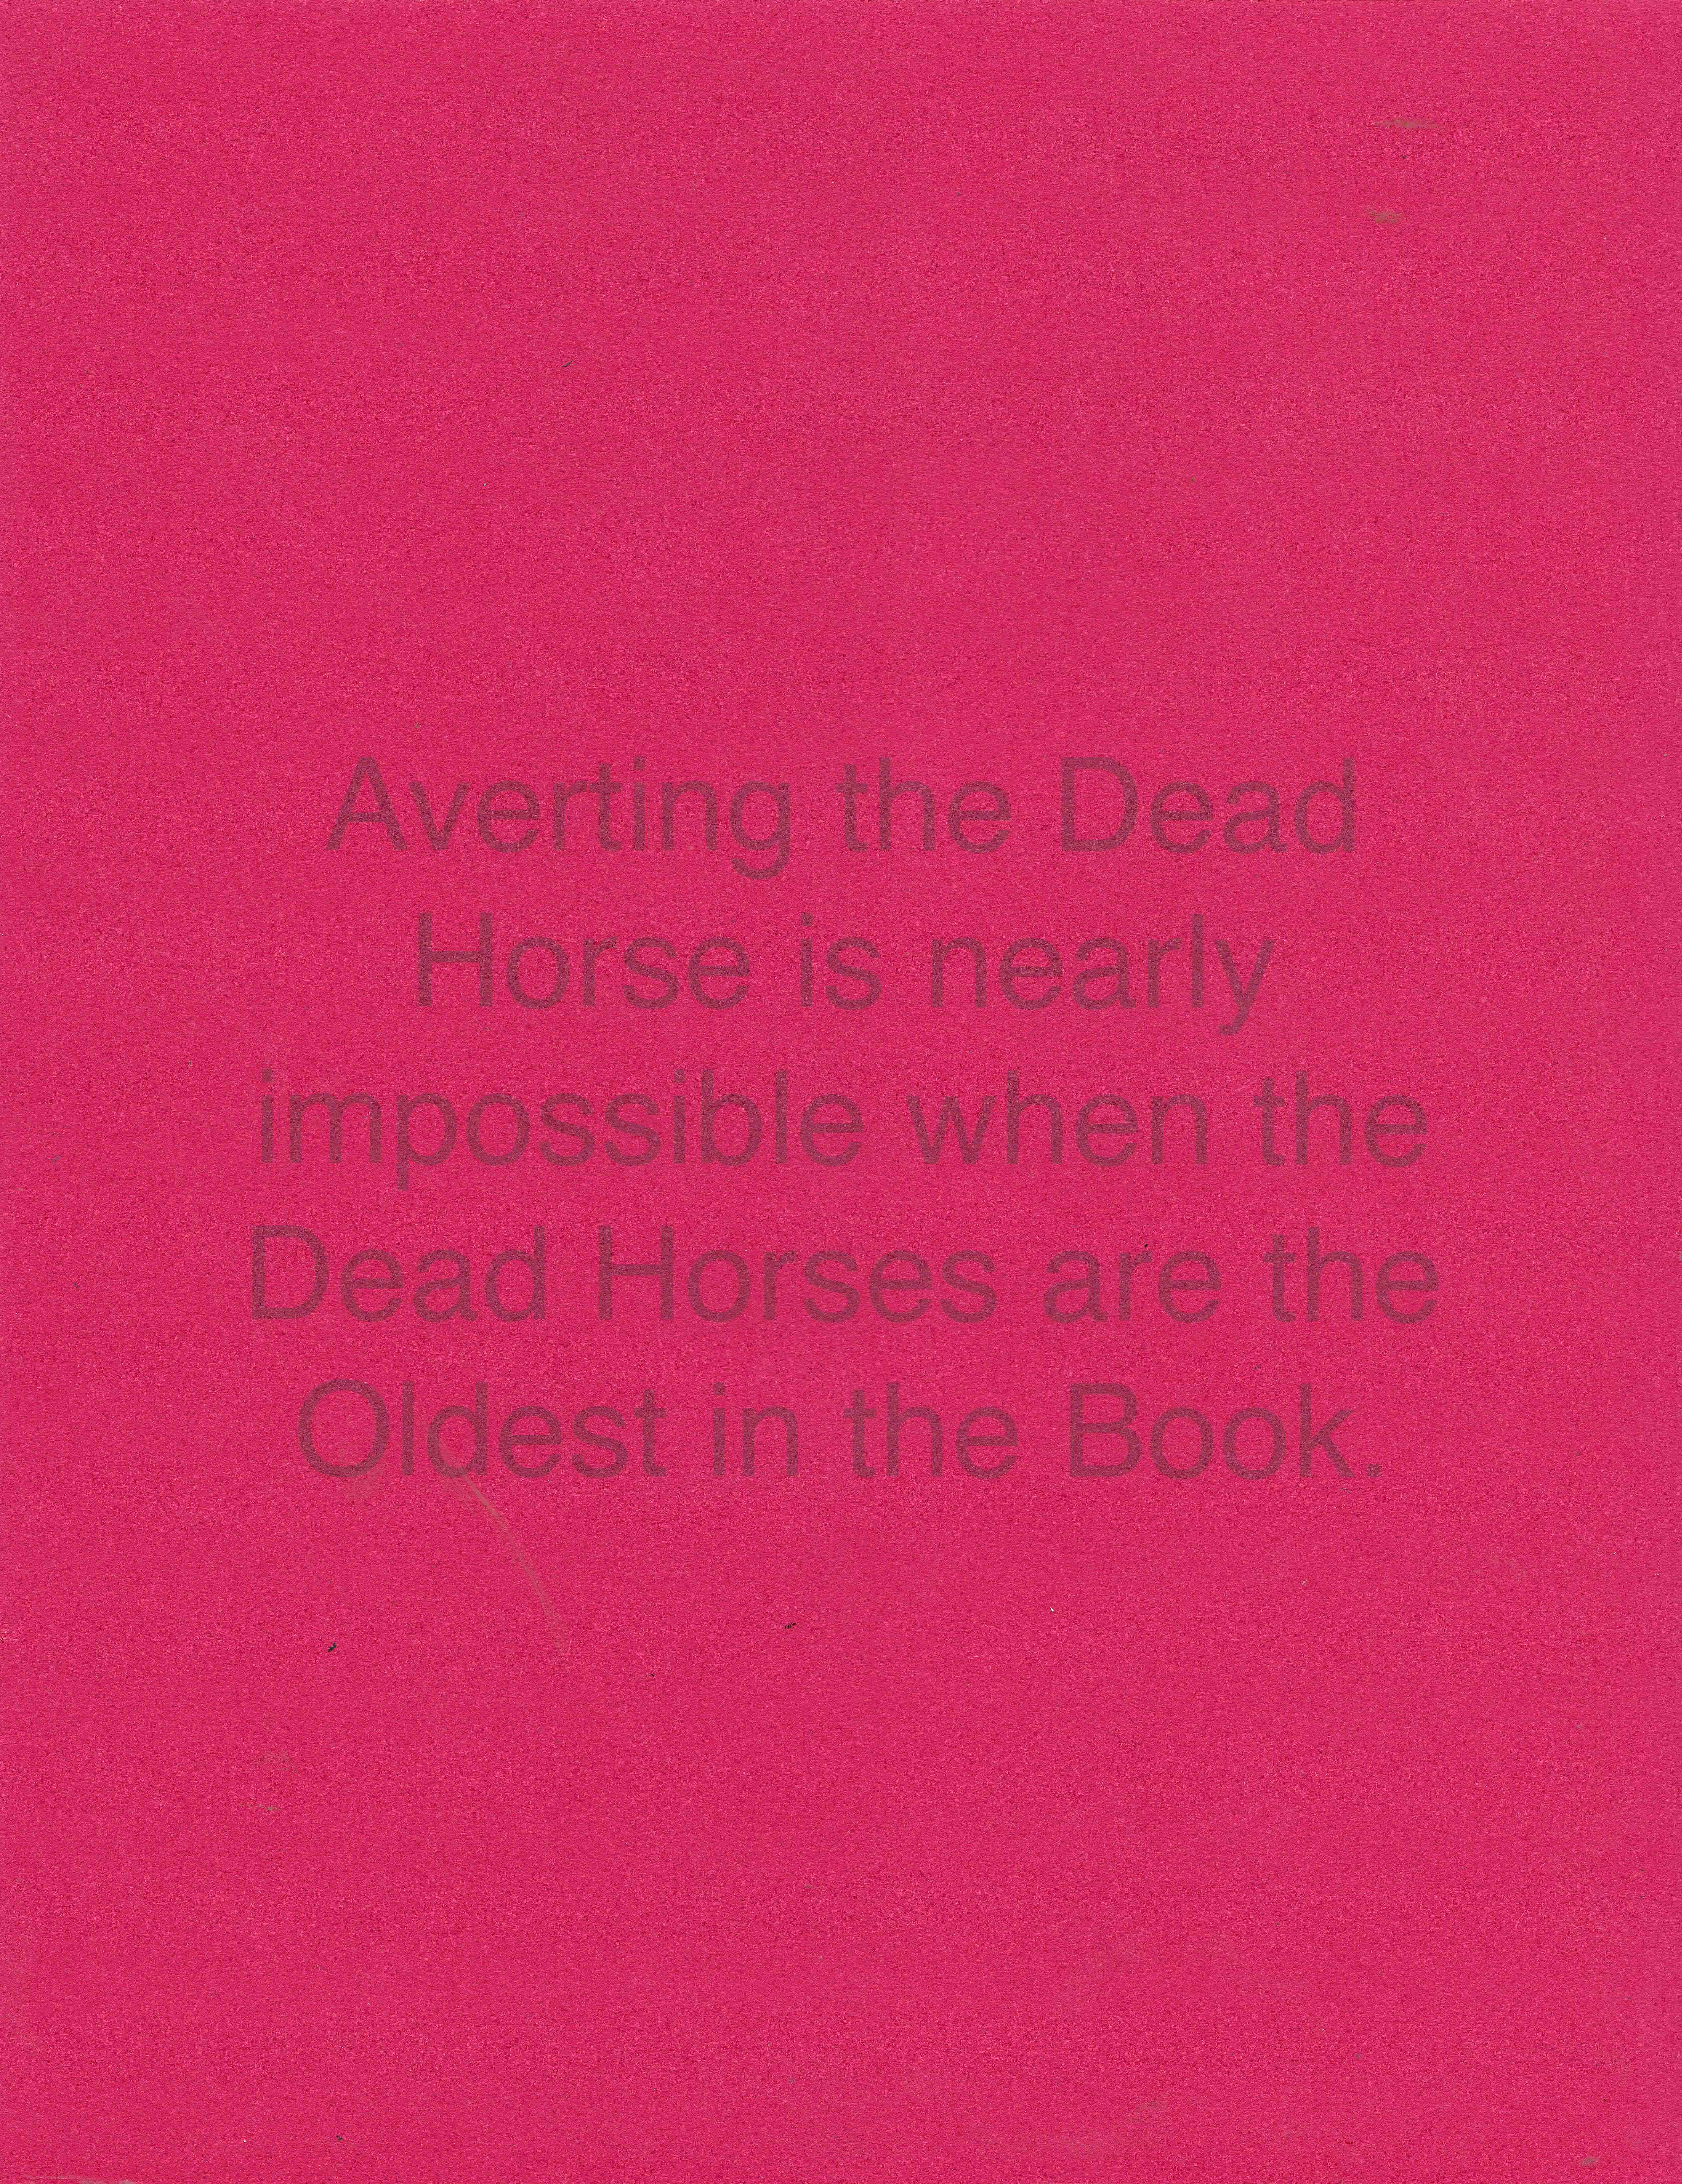 Averting the Dead
Horse is nearly
impossible when the
Dead Horses are the
Oldest in the Book.